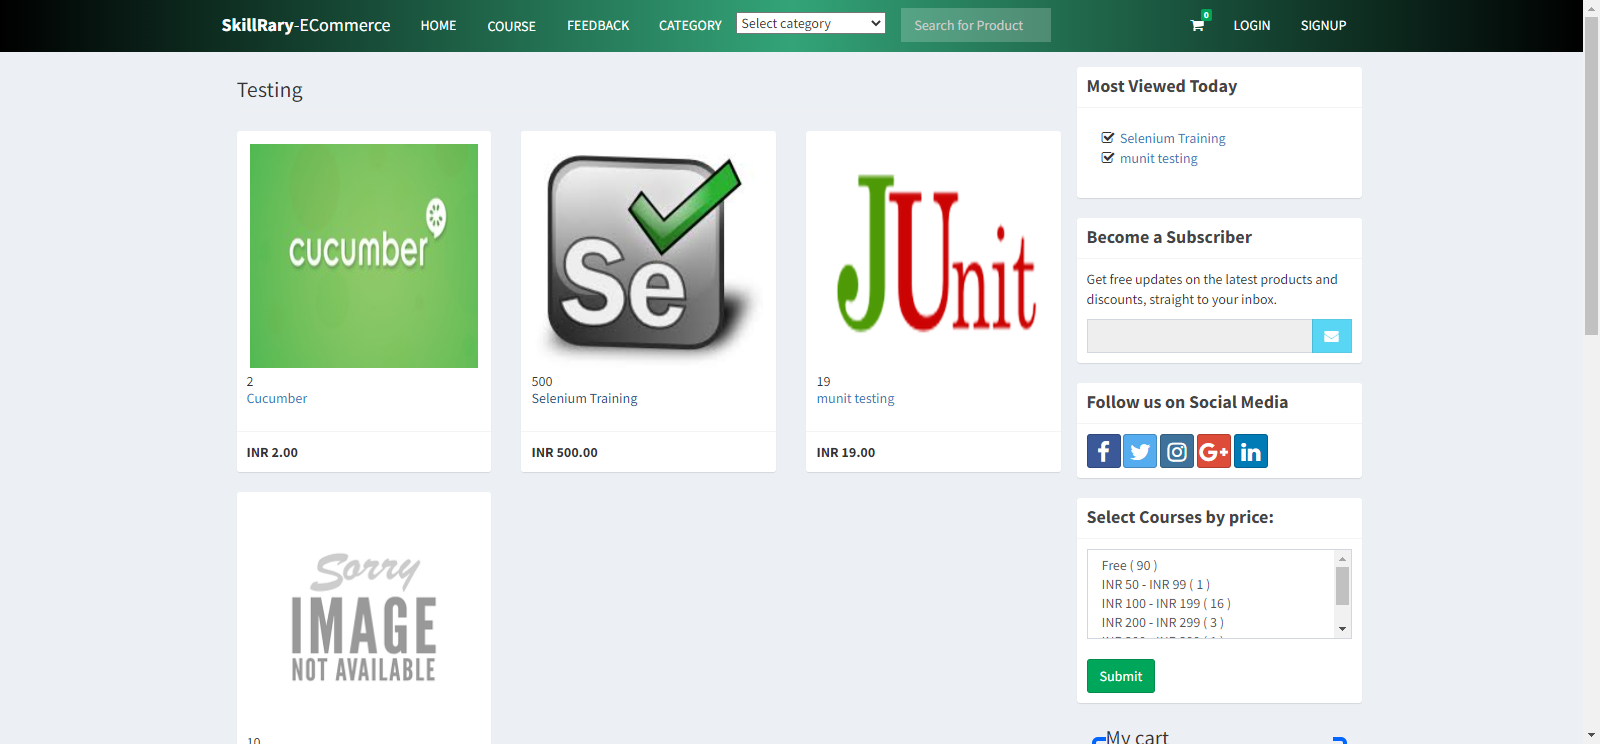 SkillRary-ECommerce HOME COURSE FEEDBACK CATEGORY Select category Search for Product 0 LOGIN SIGNUP
Testing
cucumber
2
Cucumber
INR 2.00
Se
500
Selenium Training
INR 500.00
JUnit
19
munit testing
INR 19.00
Sorry
IMAGE
NOT AVAILABLE
10
Most Viewed Today
Selenium Training
munit testing
Become a Subscriber
Get free updates on the latest products and
discounts, straight to your inbox.
Follow us on Social Media
Select Courses by price:
Free ( 90 )
INR 50 - INR 99 ( 1 )
INR 100 - INR 199 ( 16 )
INR 200 - INR 299 ( 3 )
Submit
My cart